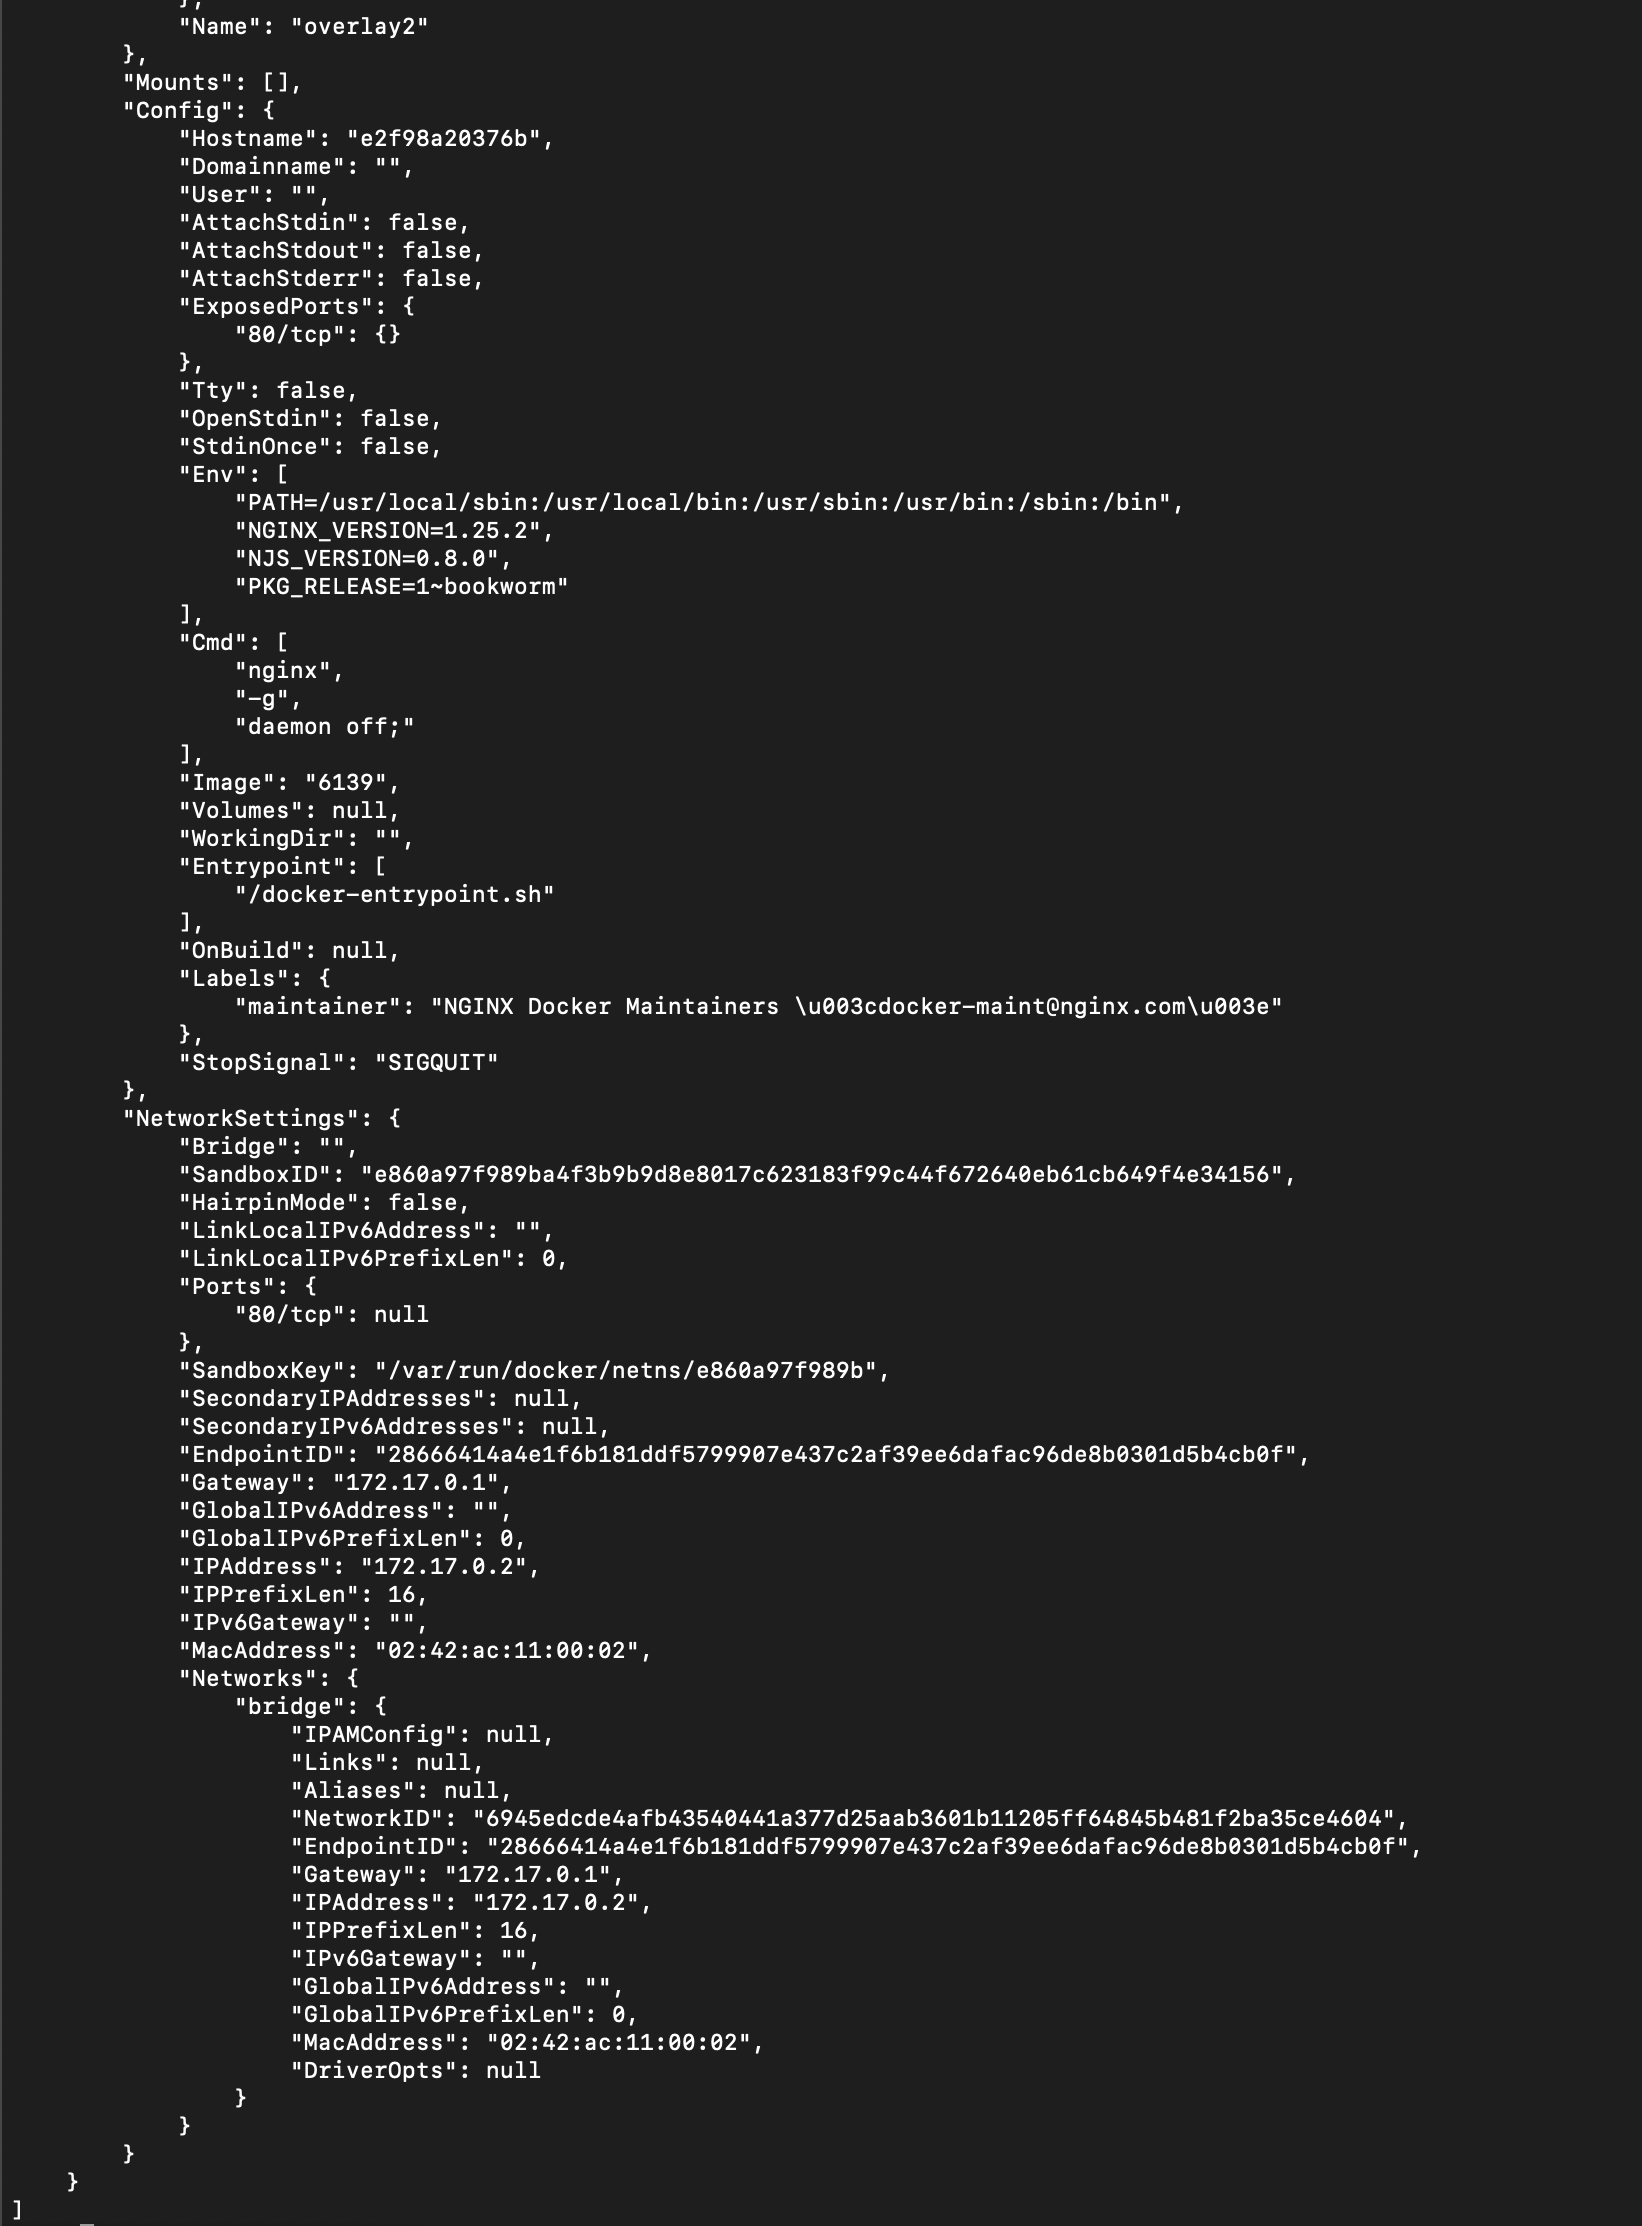 },
"Name": "overlay2"
},
"Mounts": [],
"Config": {
"Hostname": "e2f98a20376b",
"Domainname": "",
"User": "",
"AttachStdin": false,
"AttachStdout": false,
"AttachStderr": false,
"ExposedPorts": {
"80/tcp": {}
},
"Tty": false,
"OpenStdin": false,
"StdinOnce": false,
"Env": [
"PATH=/usr/local/sbin:/usr/local/bin:/usr/sbin:/usr/bin:/sbin:/bin",
"NGINX_VERSION=1.25.2",
"NJS_VERSION=0.8.0",
"PKG_RELEASE=1~bookworm"
],
"Cmd": [
"nginx",
"-g",
"daemon off;"
],
"Image": "6139",
"Volumes": null,
"WorkingDir": "",
"Entrypoint": [
"/docker-entrypoint.sh"
],
"OnBuild": null,
"Labels": {
"maintainer": "NGINX Docker Maintainers \u003cdocker-maint@nginx.com\u003e"
},
"StopSignal": "SIGQUIT"
},
"NetworkSettings": {
"Bridge": "",
"SandboxID": "e860a97f989ba4f3b9b9d8e8017c623183f99c44f672640eb61cb649f4e34156",
"HairpinMode": false,
"LinkLocalIPv6Address": "",
"LinkLocalIPv6PrefixLen": 0,
"Ports": {
"80/tcp": null
},
"SandboxKey": "/var/run/docker/netns/e860a97f989b",
"SecondaryIPAddresses": null,
"SecondaryIPv6Addresses": null,
"EndpointID": "28666414a4e1f6b181ddf5799907e437c2af39ee6dafac96de8b0301d5b4cb0f",
"Gateway": "172.17.0.1",
"GlobalIPv6Address": "",
"GlobalIPv6PrefixLen": 0,
"IPAddress": "172.17.0.2",
"IPPrefixLen": 16,
"IPv6Gateway": "",
"MacAddress": "02:42:ac:11:00:02",
"Networks": {
"bridge": {
"IPAMConfig": null,
"Links": null,
"Aliases": null,
"NetworkID": "6945edcde4afb43540441a377d25aab3601b11205ff64845b481f2ba35ce4604",
"EndpointID": "28666414a4e1f6b181ddf5799907e437c2af39ee6dafac96de8b0301d5b4cb0f",
"Gateway": "172.17.0.1",
"IPAddress": "172.17.0.2",
"IPPrefixLen": 16,
"IPv6Gateway": "",
"GlobalIPv6Address": "",
"GlobalIPv6PrefixLen": 0,
"MacAddress": "02:42:ac:11:00:02",
"DriverOpts": null
}
}
}
}
]